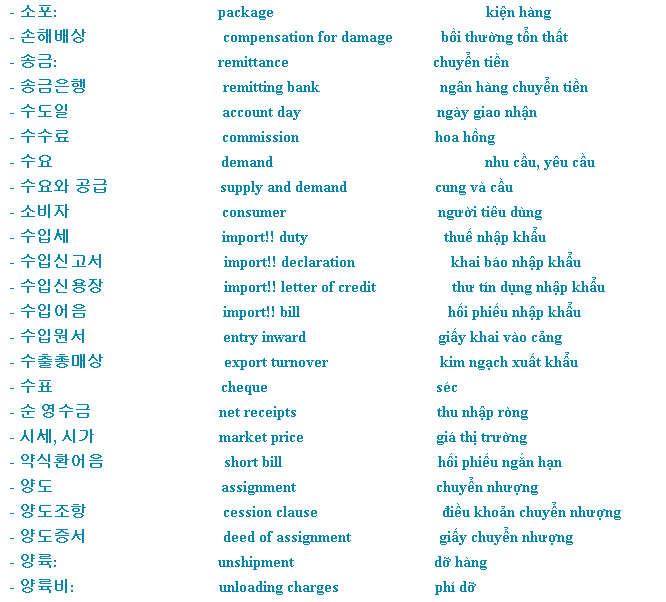 - 소포: package kiện hàng
- 손해배상 compensation for damage bồi thường tổn thất
- 송금: remittance chuyển tiền
- 송금은행 remitting bank ngân hàng chuyển tiền
- 수도일 account day ngày giao nhận
- 수수료 commission hoa hồng
- 수요 demand nhu cầu, yêu cầu
- 수요와 공급 supply and demand cung và cầu
- 소비자 consumer người tiêu dùng
- 수입세 import!! duty thuế nhập khẩu
- 수입신고서 import!! declaration khai báo nhập khẩu
- 수입신용장 import!! letter of credit thư tín dụng nhập khẩu
- 수입어음 import!! bill hối phiếu nhập khẩu
- 수입원서 entry inward giấy khai vào cảng
- 수출총매상 export turnover kim ngạch xuất khẩu
- 수표 cheque séc
- 순 영수금 net receipts thu nhập ròng
- 시세, 시가 market price giá thị trường
- 약식환어음 short bill hối phiếu ngắn hạn
- 양도 assignment chuyển nhượng
- 양도조항 cession clause điều khoản chuyển nhượng
- 양도증서 deed of assignment giấy chuyển nhượng
- 양륙: unshipment dỡ hàng
- 양륙비: unloading charges phí dỡ